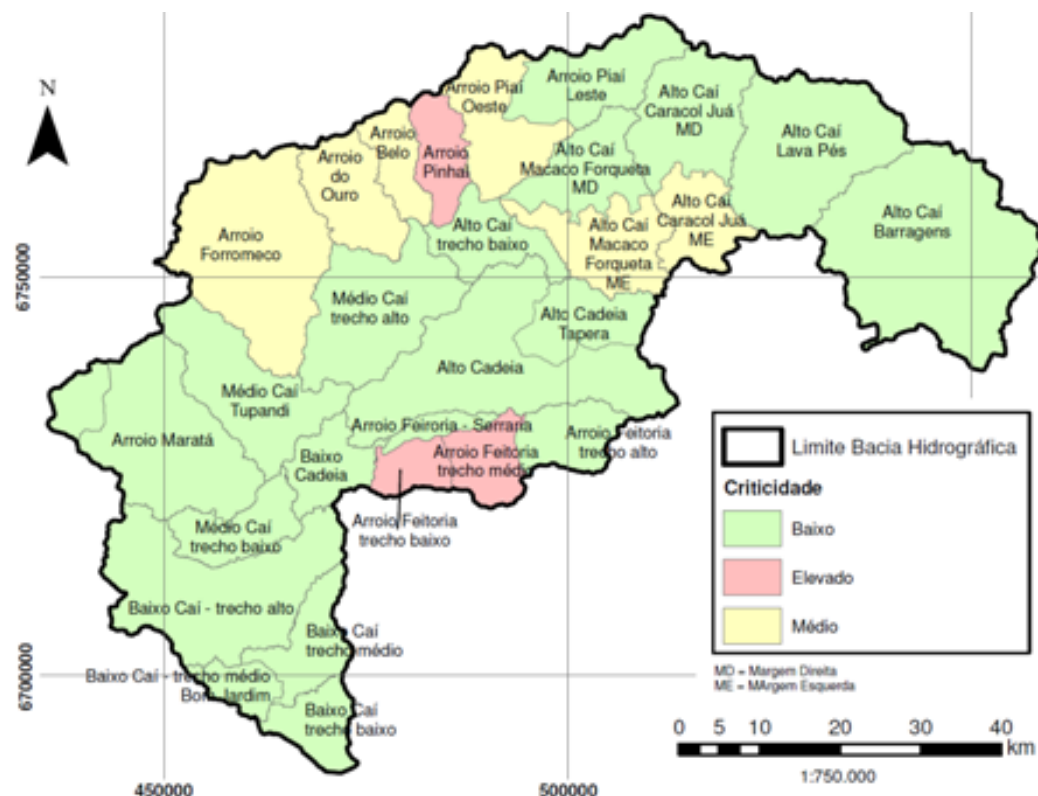 N
Arroio Piaí
Oeste
Arroio Piaí
Leste
Alto Caí
Caracol Juá
MD
Alto Caí
Lava Pés
Alto Caí
Barragens
Arroio
Belo
Arroio
Pinhal
Arroio
do
Ouro
Alto Caí
Macaco Forqueta
MD
Arroio
Forromeco
Alto Caí
trecho baixo
Alto Caí
Macaco
Forqueta
ME
Alto Caí
Caracol Juá
ME
Médio Caí
trecho alto
Alto Cadeia
Tapera
Alto Cadeia
Médio Caí
Tupandi
Arroio Maratá
Arroio Feiroria - Serraria
Baixo
Cadeia
Arroio Feitoria
trecho médio
Arroio Feitoria
trecho alto
Arroio Feitoria
trecho baixo
Médio Caí
trecho baixo
Baixo Caí - trecho alto
Baixo Caí
trecho médio
Baixo Caí - trecho médio
Bom Jardim
Baixo Caí
trecho baixo
6750000
6700000
450000
500000
Limite Bacia Hidrográfica
Criticidade
Baixo
Elevado
Médio
MD = Margem Direita
ME = MArgem Esquerda
0 5 10 20 30 40
km
1:750.000